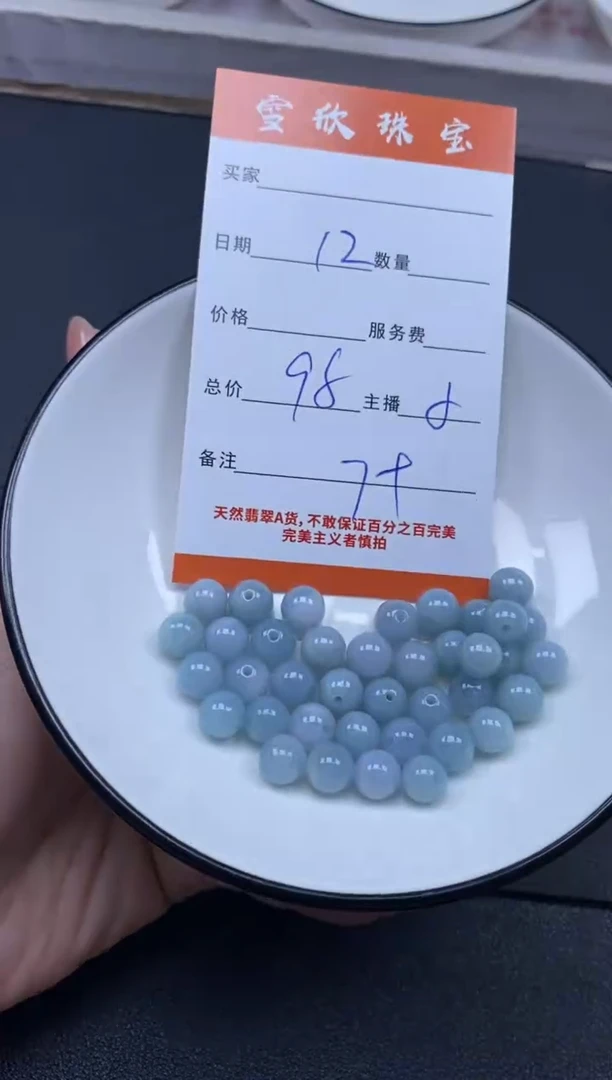 雪欣珠宝
买家
日期 12 数量
价格 服务费
总价 98 主播
备注
天然翡翠A货,不敢保证百分之百完美
完美主义者慎拍